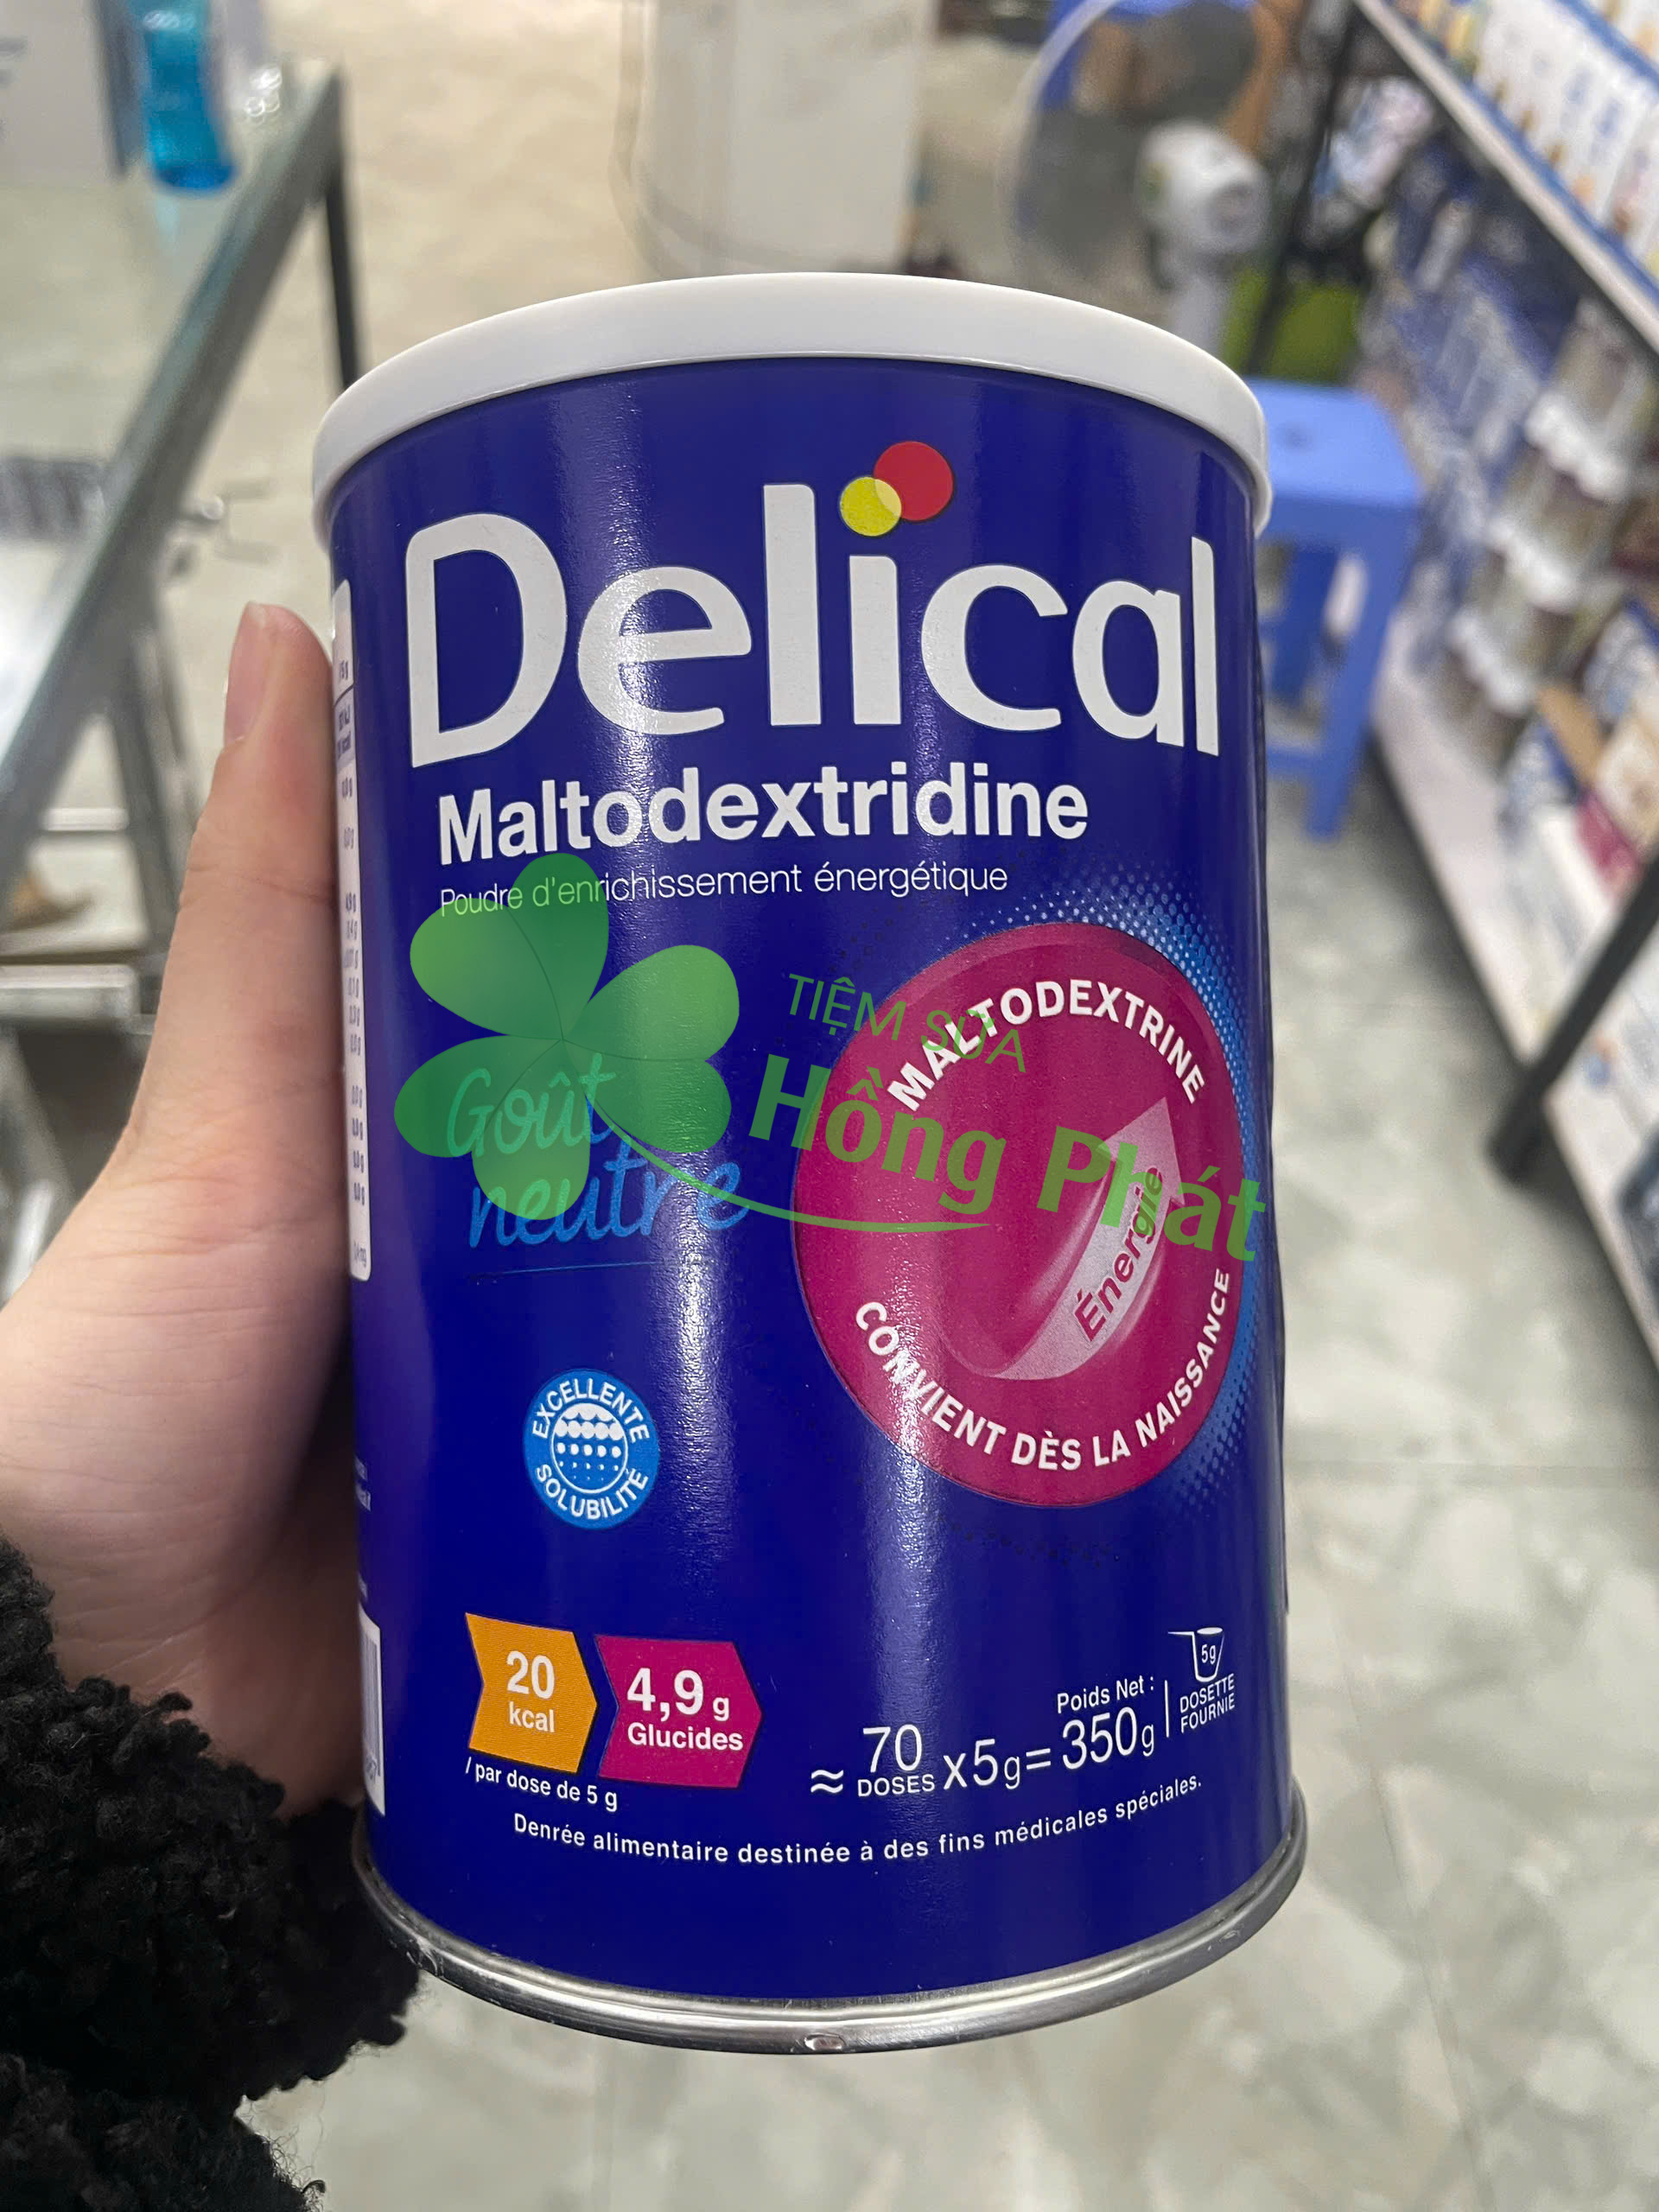 Delical
Maltodextridine
Poudre d'enrichissement énergétique
TIỆM SỮA
Hồng Phát
MALTODEXTRINE
Énergie
CONVIENT DÈS LA NAISSANCE
Goût
neutre
EXCELLENTE
SOLUBILITÉ
20
kcal
4,9 g
Glucides
/ par dose de 5 g
≈ 70 DOSES x5g= Poids Net : 350g
5g
DOSETTE
FOURNIE
Denrée alimentaire destinée à des fins médicales spéciales.